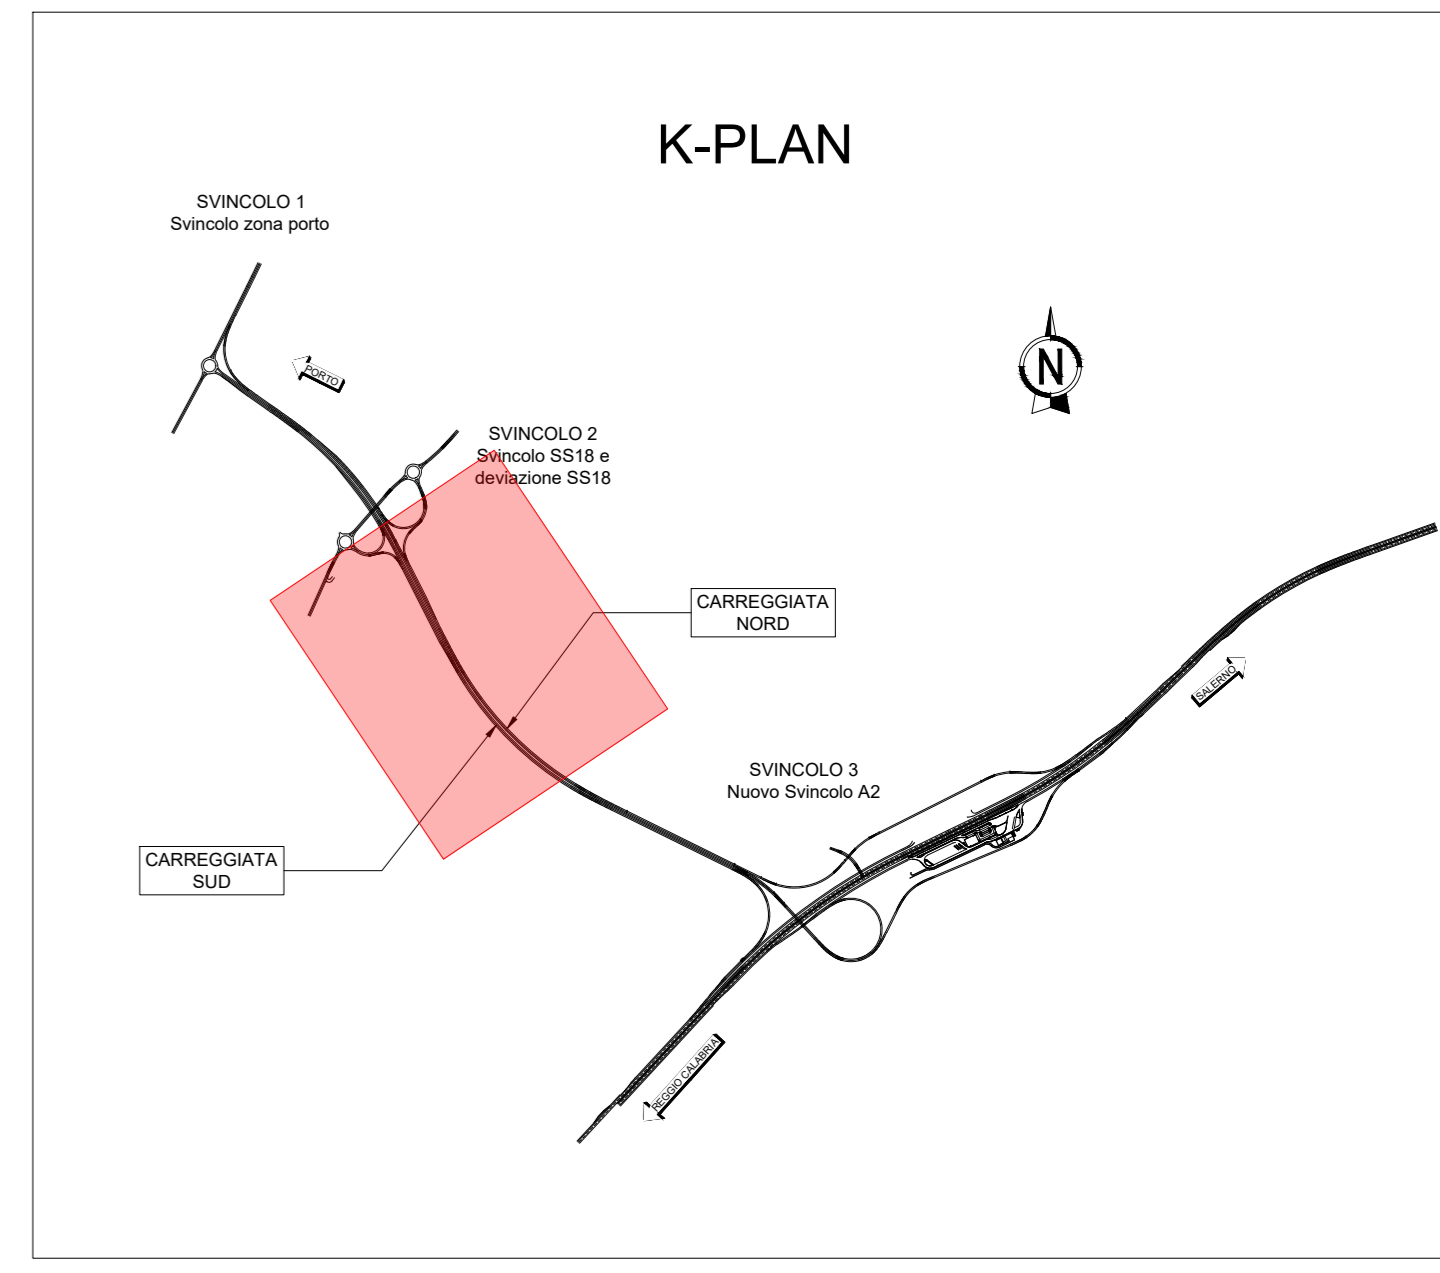 K-PLAN
SVINCOLO 1
Svincolo zona porto
PORTO
N
SVINCOLO 2
Svincolo SS18 e
deviazione SS18
CARREGGIATA
NORD
SALERNO
SVINCOLO 3
Nuovo Svincolo A2
CARREGGIATA
SUD
REGGIO CALABRIA